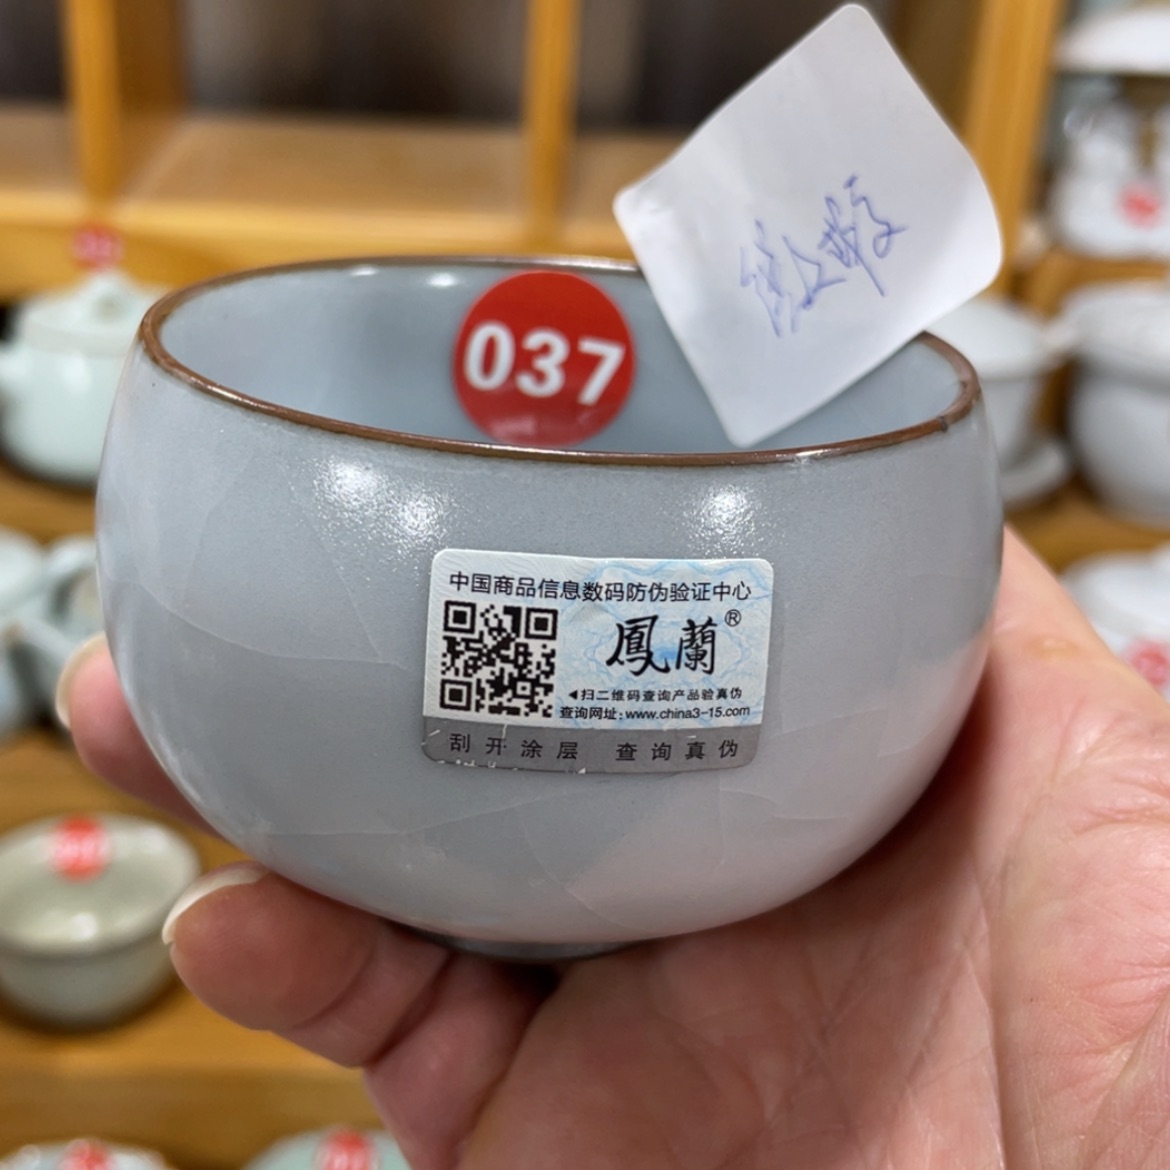 037
中国商品信息数码防伪验证中心
鳳蘭®
◀扫二维码查询产品验真伪
查询网址:www.china3-15.com
刮开涂层 查询真伪